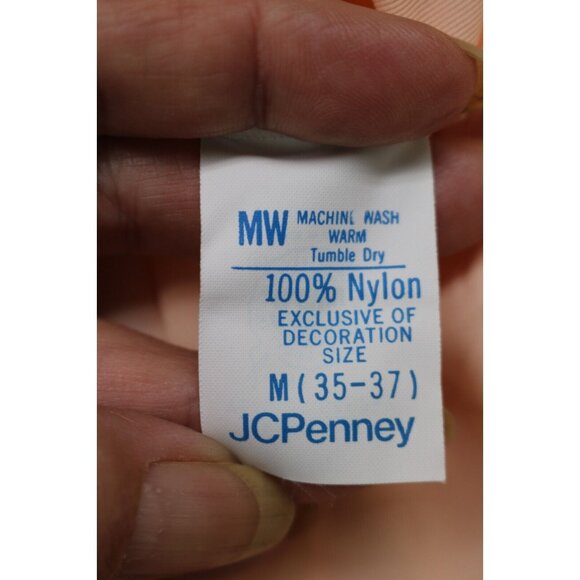 MW MACHINE WASH
WARM
Tumble Dry
100% Nylon
EXCLUSIVE OF
DECORATION
SIZE
M (35-37)
JCPenney